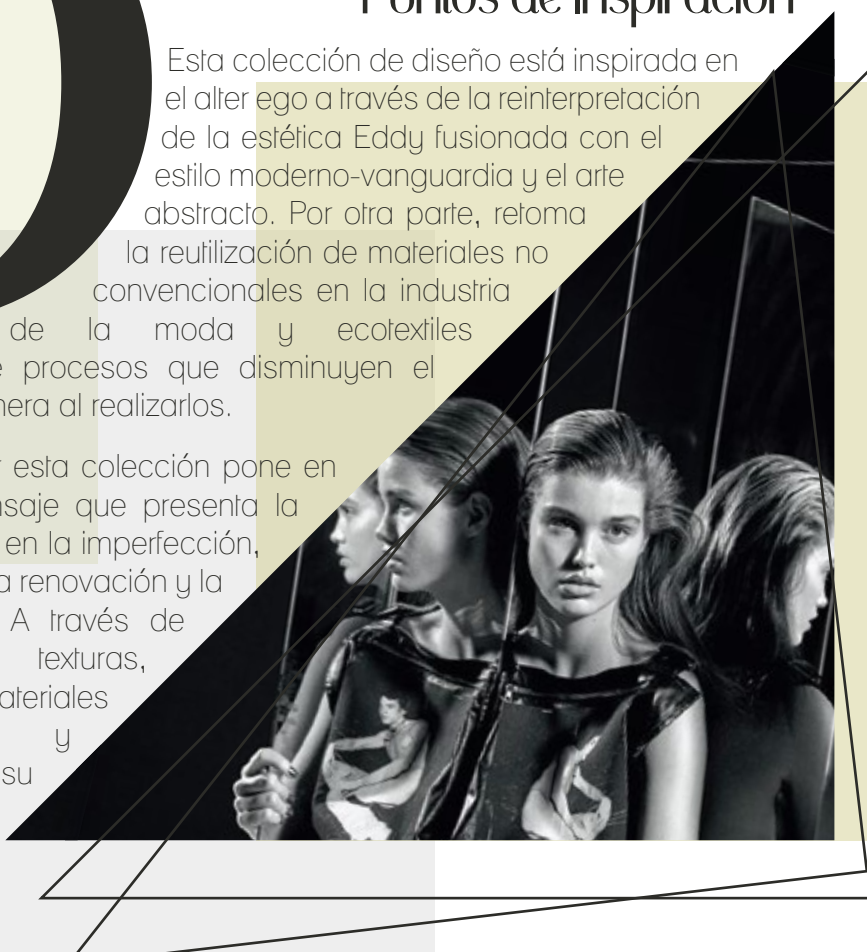 Puntos de inspiración
Esta colección de diseño está inspirada en
el alter ego a través de la reinterpretación
de la estética Eddy fusionada con el
estilo moderno-vanguardia y el arte
abstracto. Por otra parte, retoma
la reutilización de materiales no
convencionales en la industria
de la moda y ecotextiles
procesos que disminuyen el
al realizarlos.
esta colección pone en
que presenta la
en la imperfección,
renovación y la
A través de
texturas,
y
su